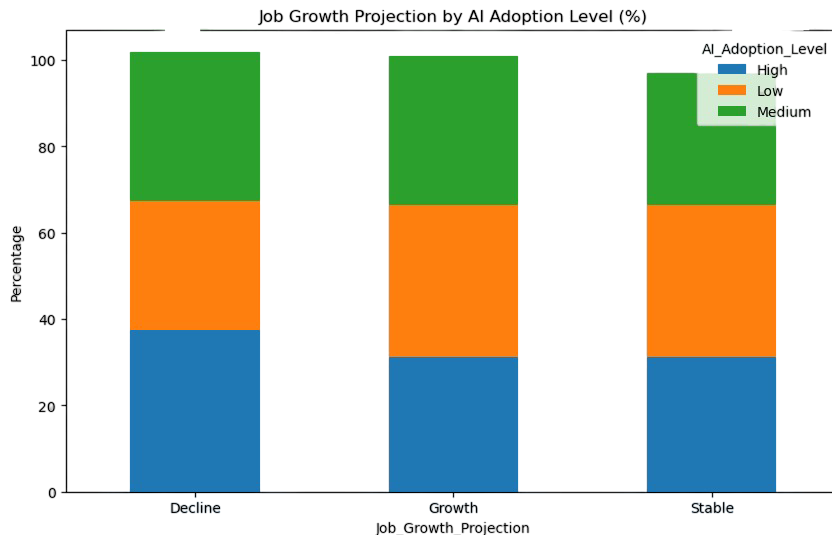 Job Growth Projection by AI Adoption Level (%)
AI_Adoption_Level
High
Low
Medium
Percentage
100
80
60
40
20
0
Decline
Growth
Stable
Job_Growth_Projection